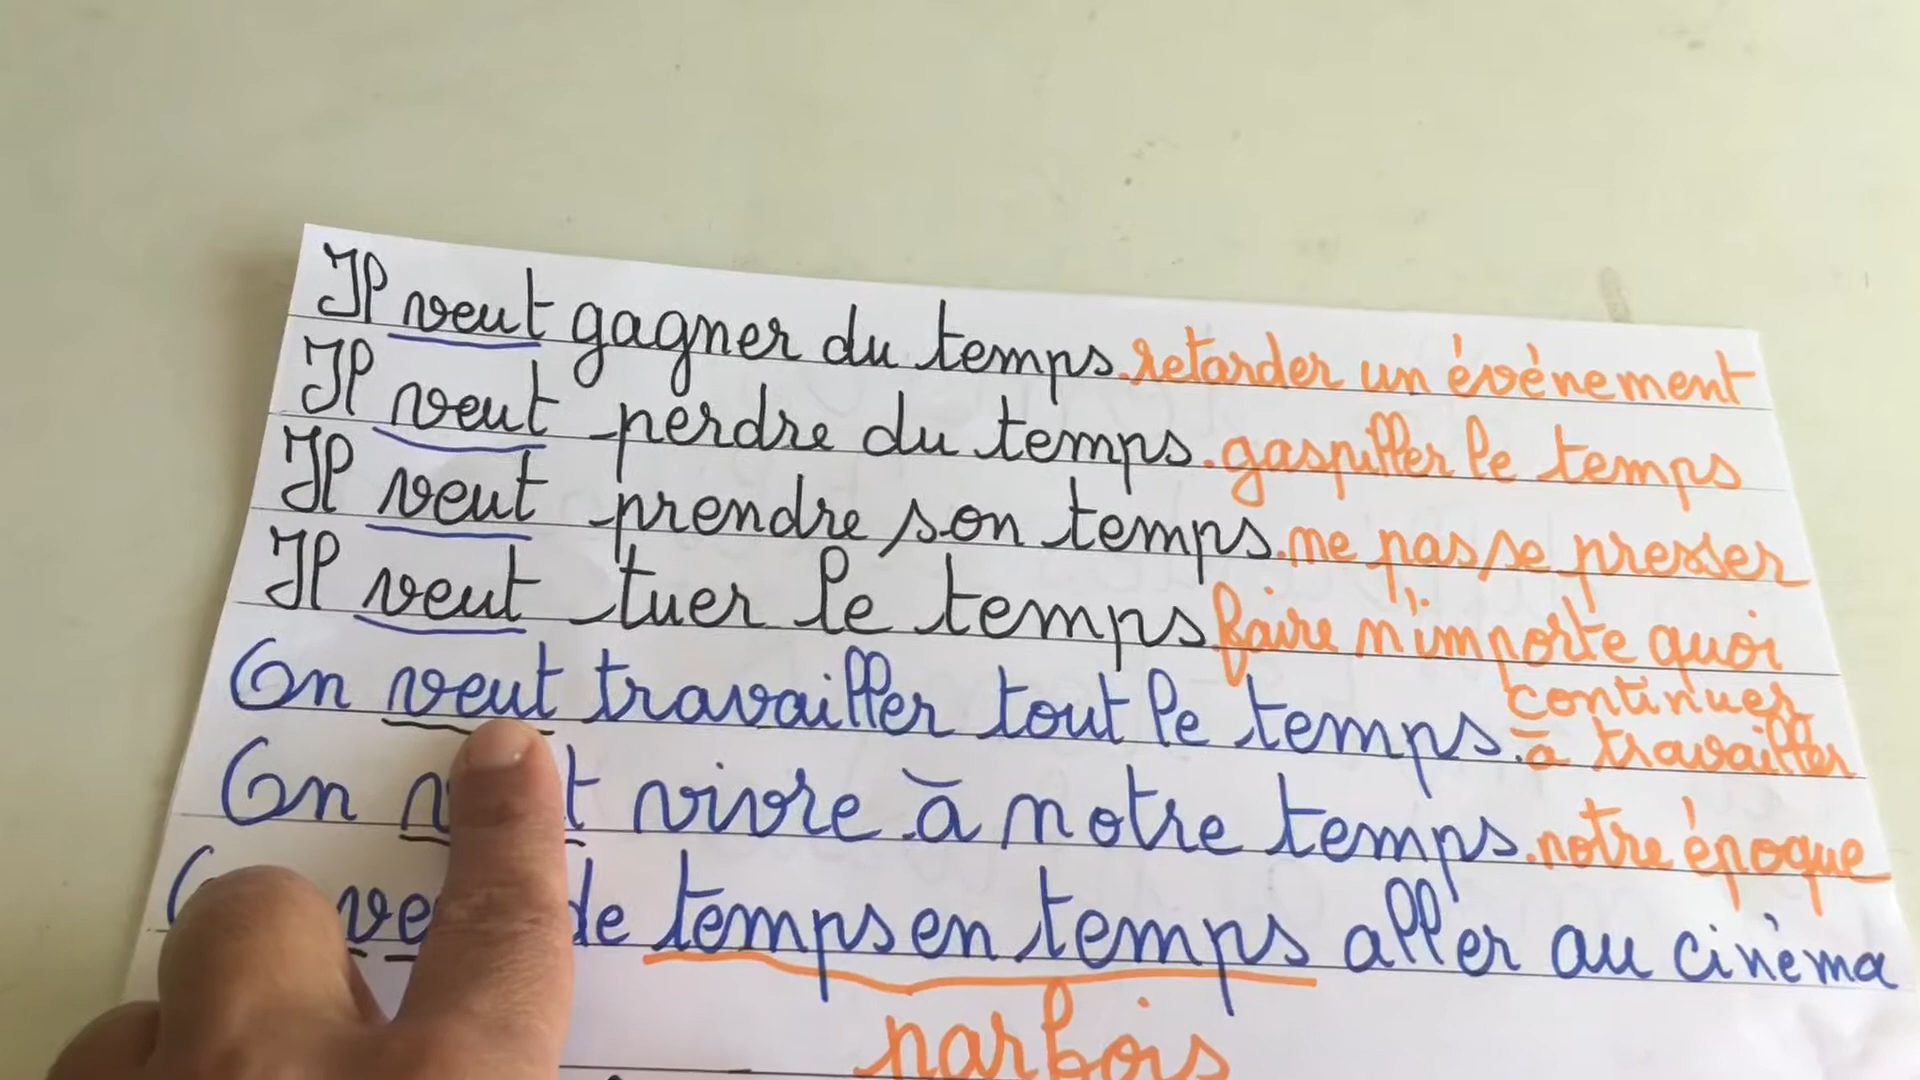 Il veut gagner du temps. retarder un événement
Il veut perdre du temps. gaspiller le temps
Il veut prendre son temps. ne pas se presser
Il veut tuer le temps faire n'importe quoi
On veut travailler tout le temps. continuer à travailler
On vivre à notre temps. notre époque
de temps en temps aller au cinéma
parfois